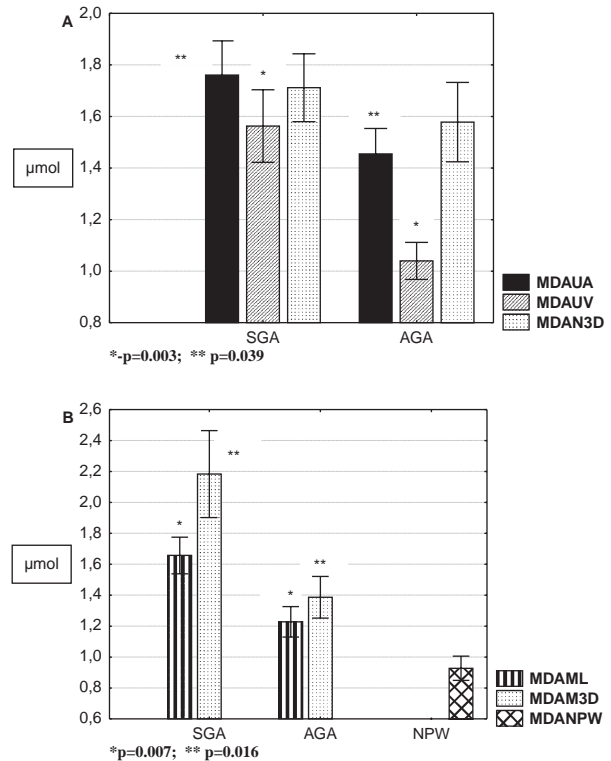 A
2,0
**
*
1,8
1,6
**
µmol
1,4
*
1,2
1,0
MDAUA
MDAUV
0,8
MDAN3D
SGA AGA
*-p=0.003; ** p=0.039
B
2,6
2,4
**
2,2
2,0
*
1,8
**
µmol
1,6
*
1,4
1,2
1,0
MDAML
0,8
MDAM3D
0,6
MDANPW
SGA AGA NPW
*p=0.007; ** p=0.016